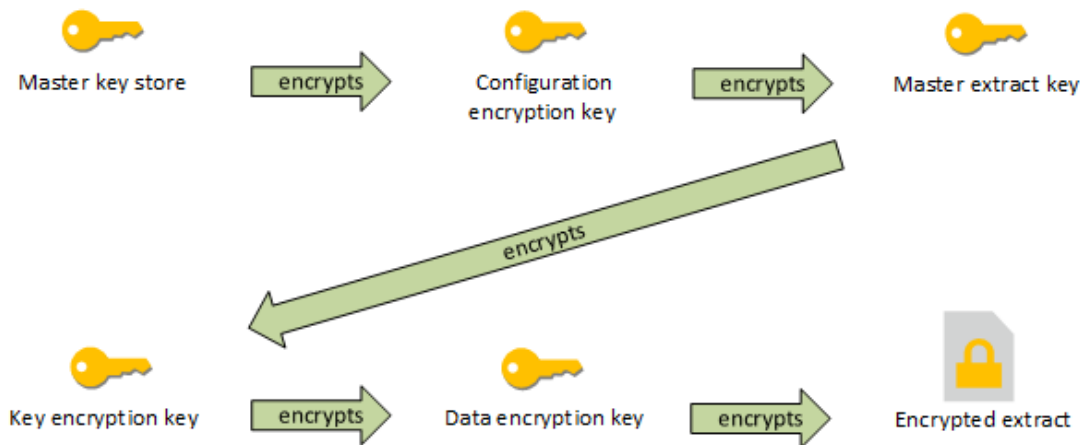 Master key store
encrypts
Configuration
encryption key
encrypts
Master extract key
encrypts
Key encryption key
encrypts
Data encryption key
encrypts
Encrypted extract